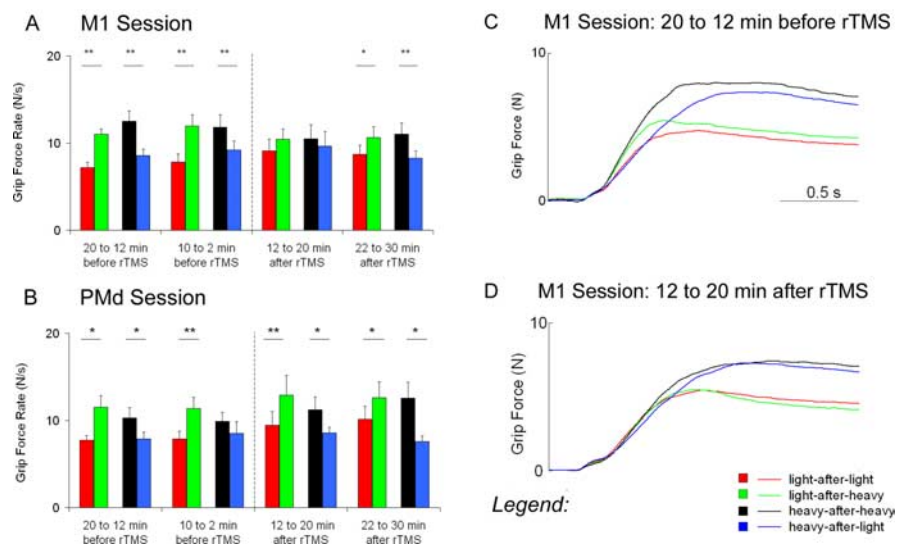 A M1 Session
** ** ** ** * **
20
10
0
Grip Force Rate (N/s)
20 to 12 min before rTMS
10 to 2 min before rTMS
12 to 20 min after rTMS
22 to 30 min after rTMS
B PMd Session
* * ** ** * * *
20
10
0
Grip Force Rate (N/s)
20 to 12 min before rTMS
10 to 2 min before rTMS
12 to 20 min after rTMS
22 to 30 min after rTMS
C M1 Session: 20 to 12 min before rTMS
10
0
Grip Force (N)
0.5 s
D M1 Session: 12 to 20 min after rTMS
10
0
Grip Force (N)
Legend:
light-after-light
light-after-heavy
heavy-after-heavy
heavy-after-light